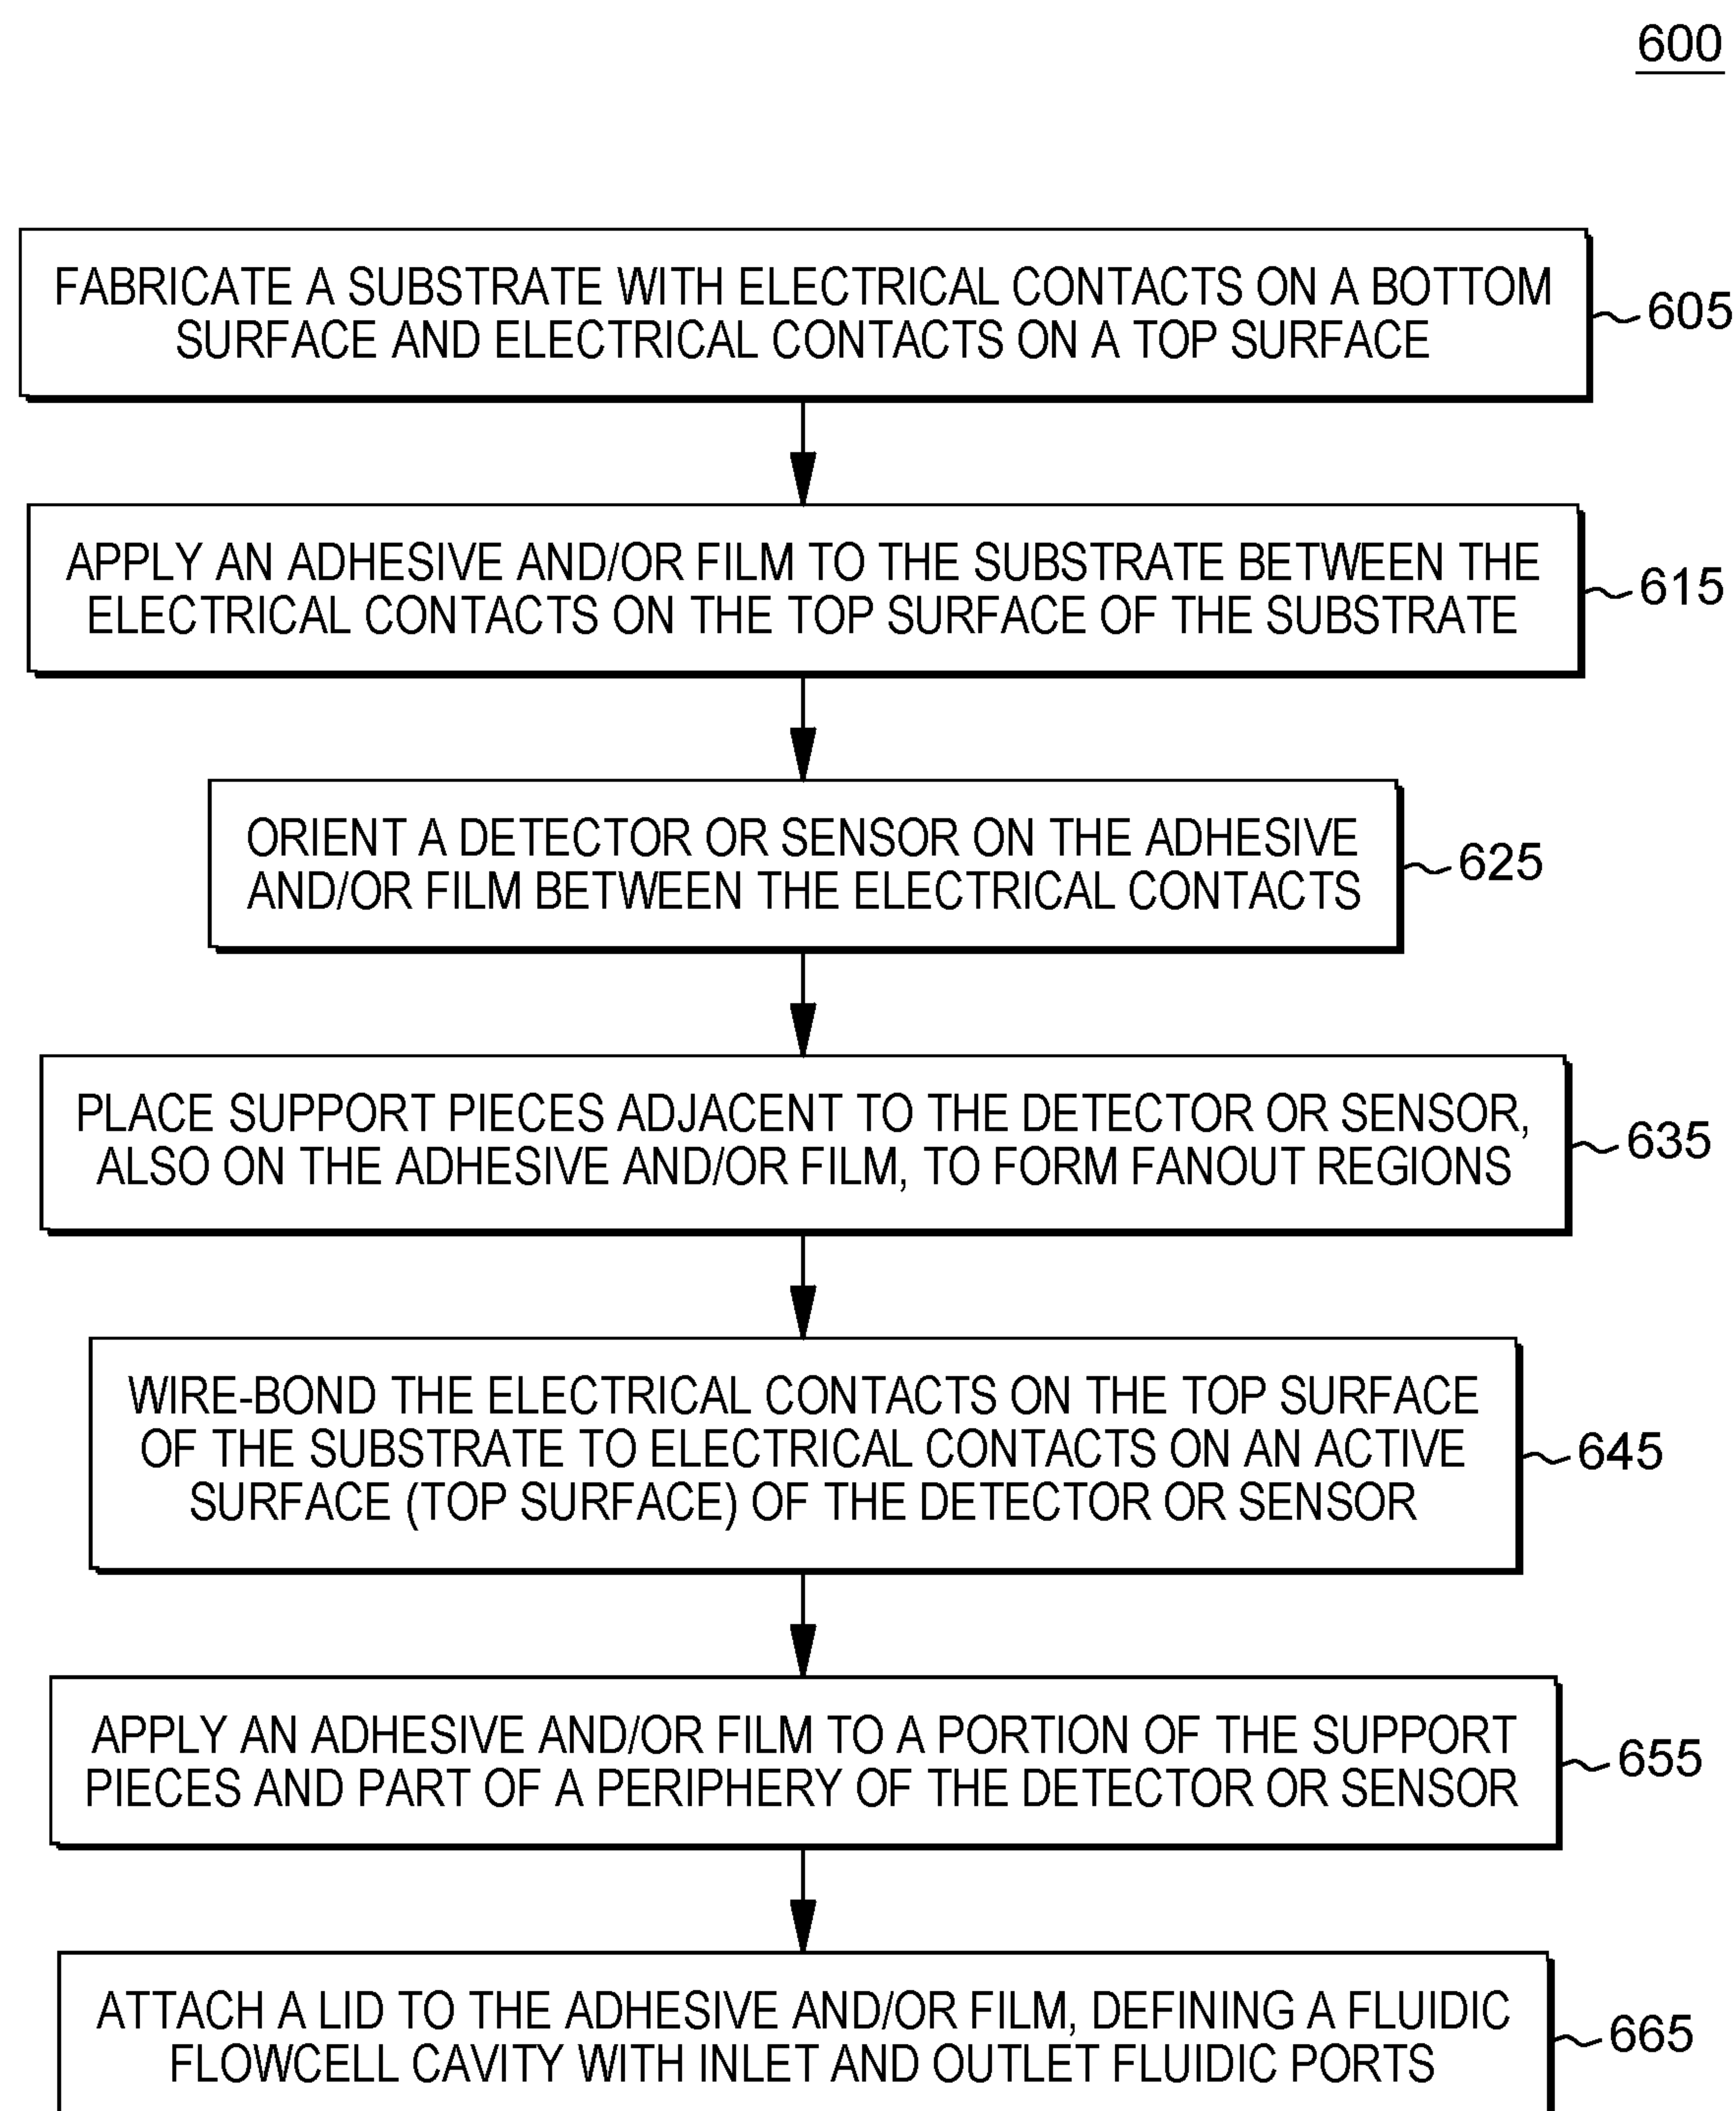 600
FABRICATE A SUBSTRATE WITH ELECTRICAL CONTACTS ON A BOTTOM
SURFACE AND ELECTRICAL CONTACTS ON A TOP SURFACE
605
APPLY AN ADHESIVE AND/OR FILM TO THE SUBSTRATE BETWEEN THE
ELECTRICAL CONTACTS ON THE TOP SURFACE OF THE SUBSTRATE
615
ORIENT A DETECTOR OR SENSOR ON THE ADHESIVE
AND/OR FILM BETWEEN THE ELECTRICAL CONTACTS
625
PLACE SUPPORT PIECES ADJACENT TO THE DETECTOR OR SENSOR,
ALSO ON THE ADHESIVE AND/OR FILM, TO FORM FANOUT REGIONS
635
WIRE-BOND THE ELECTRICAL CONTACTS ON THE TOP SURFACE
OF THE SUBSTRATE TO ELECTRICAL CONTACTS ON AN ACTIVE
SURFACE (TOP SURFACE) OF THE DETECTOR OR SENSOR
645
APPLY AN ADHESIVE AND/OR FILM TO A PORTION OF THE SUPPORT
PIECES AND PART OF A PERIPHERY OF THE DETECTOR OR SENSOR
655
ATTACH A LID TO THE ADHESIVE AND/OR FILM, DEFINING A FLUIDIC
FLOWCELL CAVITY WITH INLET AND OUTLET FLUIDIC PORTS
665